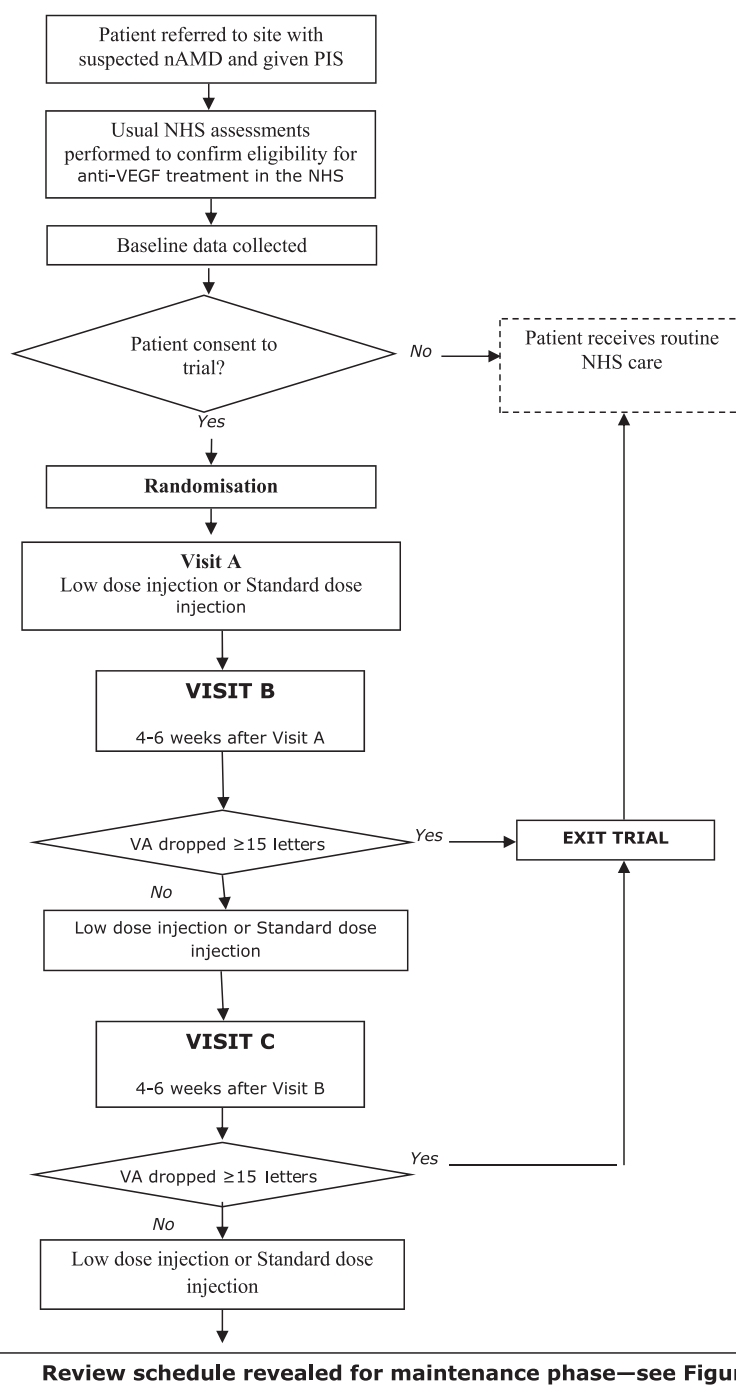 Patient referred to site with
suspected nAMD and given PIS
Usual NHS assessments
performed to confirm eligibility for
anti-VEGF treatment in the NHS
Baseline data collected
Patient consent to
trial?
No
Patient receives routine
NHS care
Yes
Randomisation
Visit A
Low dose injection or Standard dose
injection
VISIT B
4-6 weeks after Visit A
VA dropped ≥15 letters
Yes
EXIT TRIAL
No
Low dose injection or Standard dose
injection
VISIT C
4-6 weeks after Visit B
VA dropped ≥15 letters
Yes
No
Low dose injection or Standard dose
injection
Review schedule revealed for maintenance phase—see Figur